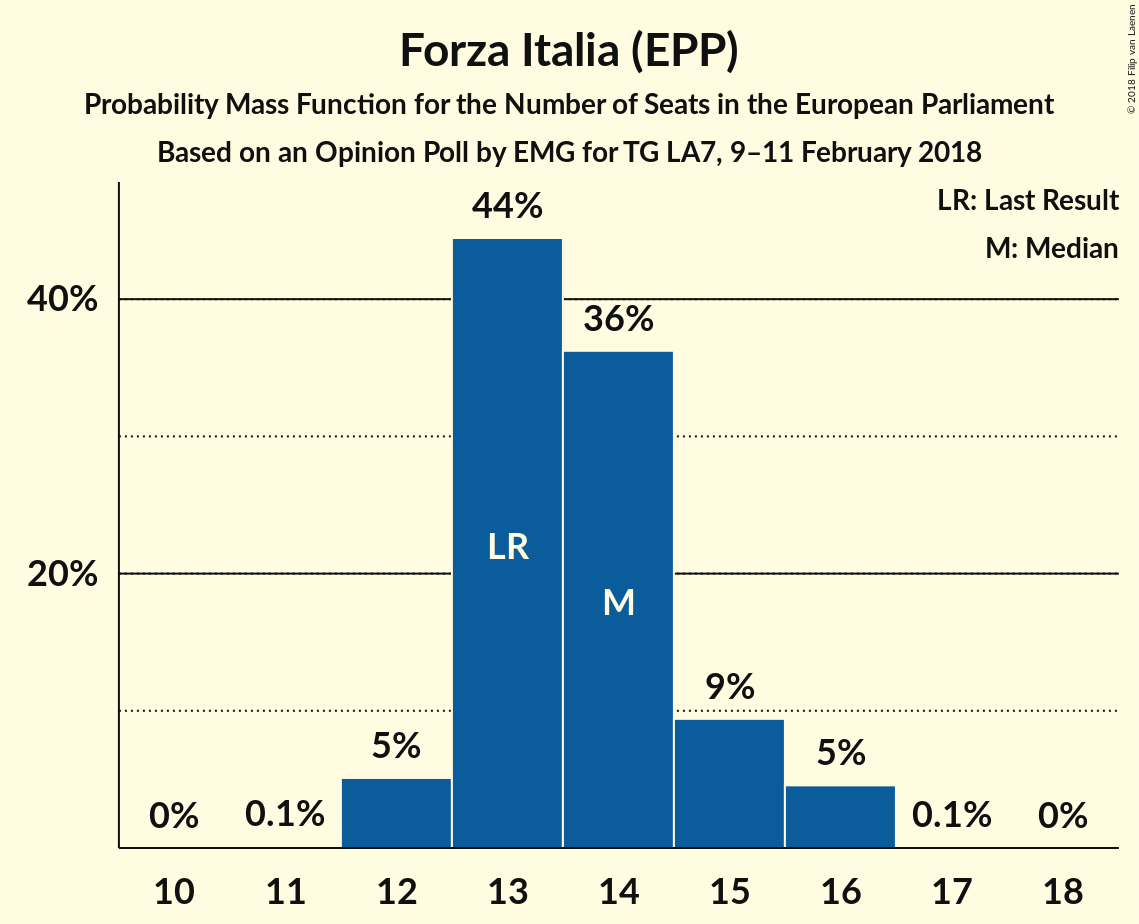 Forza Italia (EPP)
Probability Mass Function for the Number of Seats in the European Parliament
Based on an Opinion Poll by EMG for TG LA7, 9–11 February 2018
© 2018 Filip van Laenen
LR: Last Result
M: Median
40%
20%
0%
0.1%
5%
44%
36%
9%
5%
0.1%
0%
LR
M
10 11 12 13 14 15 16 17 18